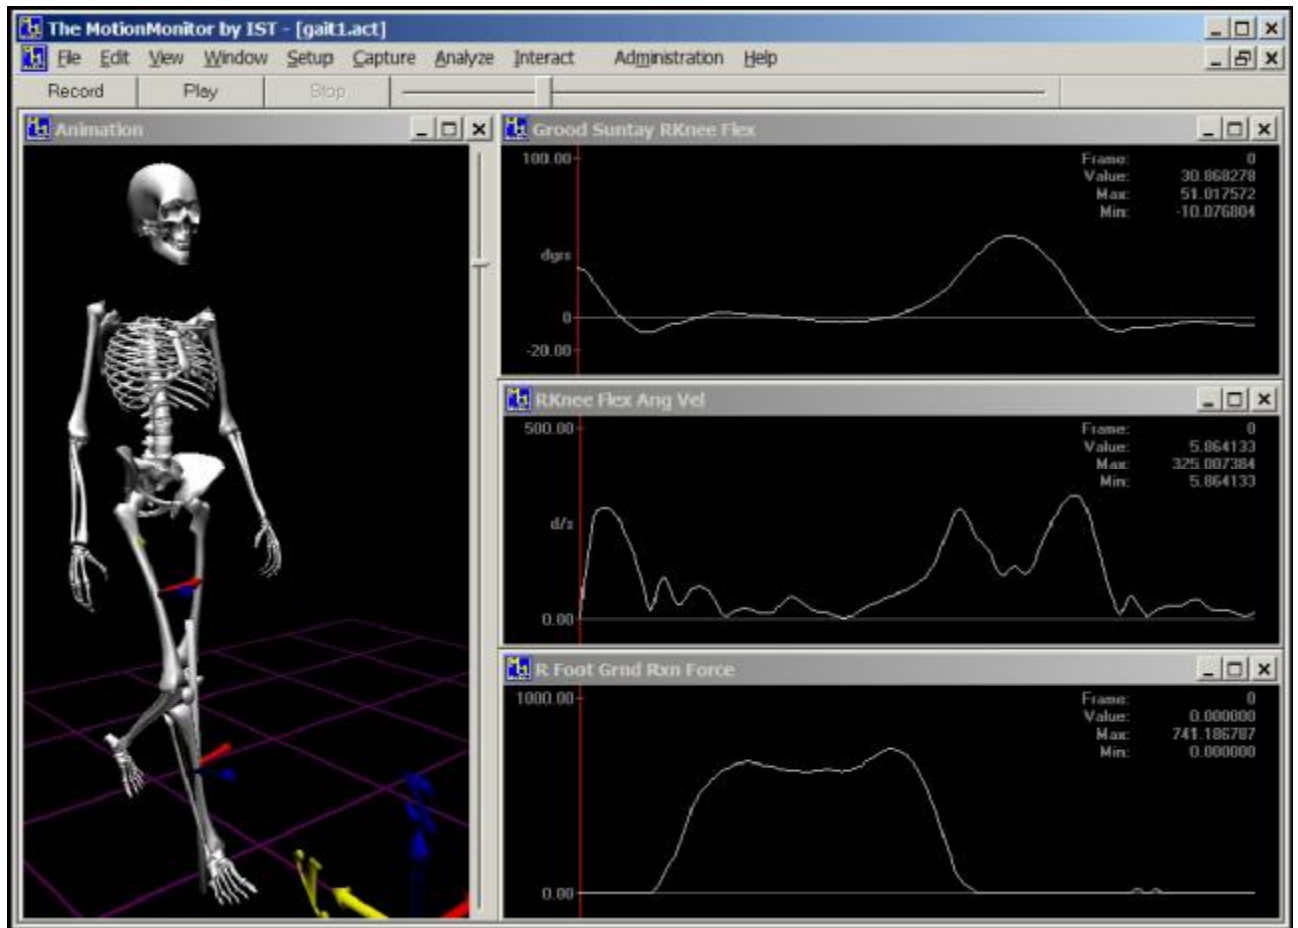 The MotionMonitor by IST - [gait1.act]
File Edit View Window Setup Capture Analyze Interact Administration Help
Record Play Stop
Animation
Grood Suntay RKnee Flex
100.00
dgrs
0
-20.00
Frame: 0
Value: 30.868278
Max: 51.017572
Min: -10.076804
RKnee Flex Ang Vel
500.00
d/s
0.00
Frame: 0
Value: 5.864133
Max: 325.007384
Min: 5.864133
R Foot Grnd Rxn Force
1000.00
0.00
Frame: 0
Value: 0.000000
Max: 741.186787
Min: 0.000000